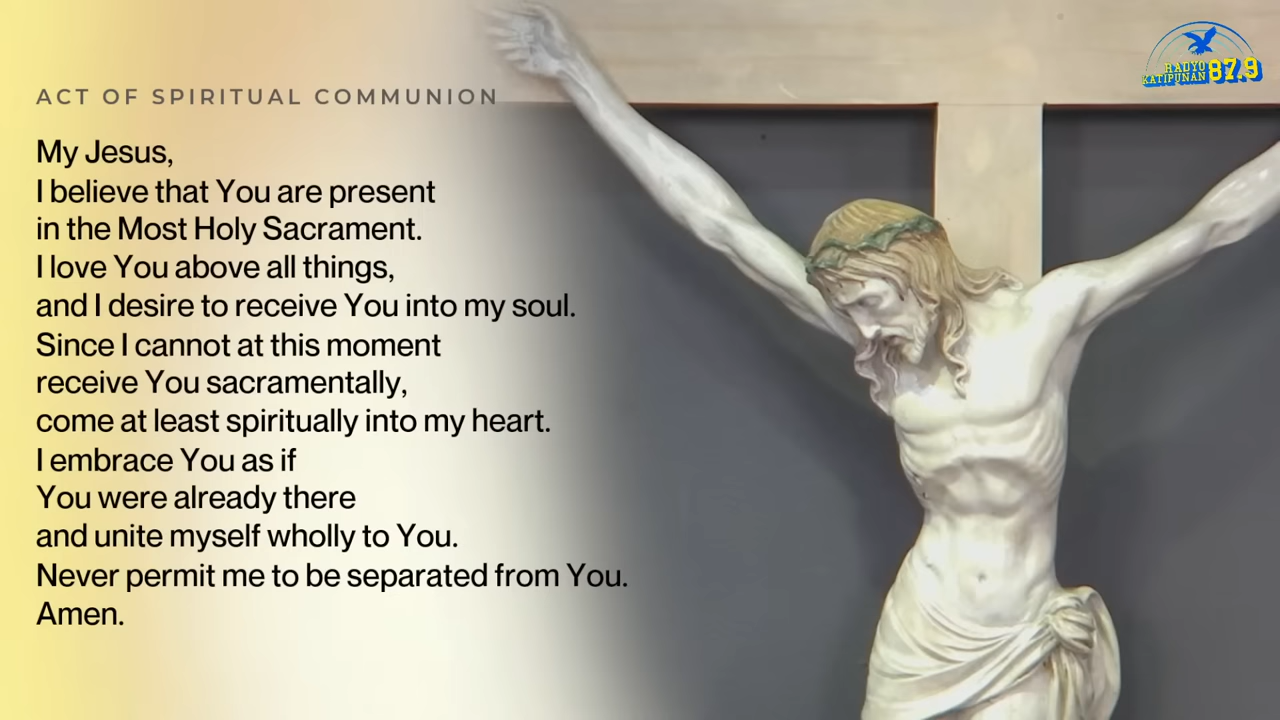 ACT OF SPIRITUAL COMMUNION
My Jesus,
I believe that You are present
in the Most Holy Sacrament.
I love You above all things,
and I desire to receive You into my soul.
Since I cannot at this moment
receive You sacramentally,
come at least spiritually into my heart.
I embrace You as if
You were already there
and unite myself wholly to You.
Never permit me to be separated from You.
Amen.
RADYO
KATIPUNAN 87.9